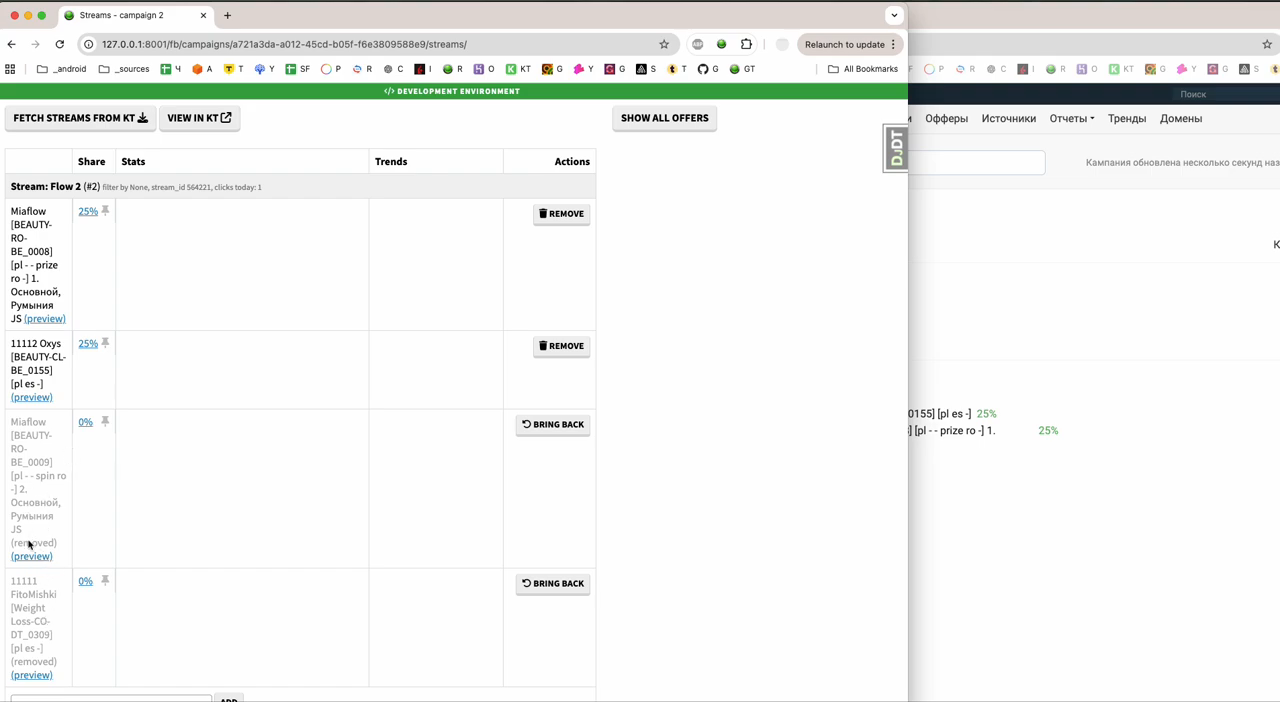 Streams - campaign 2
127.0.0.1:8001/fb/campaigns/a721a3da-a012-45cd-b05f-f6e3809588e9/streams/
Relaunch to update
_android _sources Ч A T Y SF P R C I R O KT G Y G S T G GT All Bookmarks
P R C I R O KT G Y G S T
</> DEVELOPMENT ENVIRONMENT
Поиск
FETCH STREAMS FROM KT VIEW IN KT SHOW ALL OFFERS
и Офферы Источники Отчеты Тренды Домены
DJDT
Кампания обновлена несколько секунд наз
Share Stats Trends Actions
Stream: Flow 2 (#2) filter by None, stream_id 564221, clicks today: 1
Miaflow 25% REMOVE
[BEAUTY-
RO-
BE_0008]
[pl - - prize
ro -] 1.
Основной,
Румыния
JS (preview)
К
11112 Oxys 25% REMOVE
[BEAUTY-CL-
BE_0155]
[pl es -]
(preview)
0155] [pl es -] 25%
] [pl - - prize ro -] 1. 25%
Miaflow 0% BRING BACK
[BEAUTY-
RO-
BE_0009]
[pl - - spin ro
-] 2.
Основной,
Румыния
JS
(removed)
(preview)
11111 0% BRING BACK
FitoMishki
[Weight
Loss-CO-
DT_0309]
[pl es -]
(removed)
(preview)
ADD